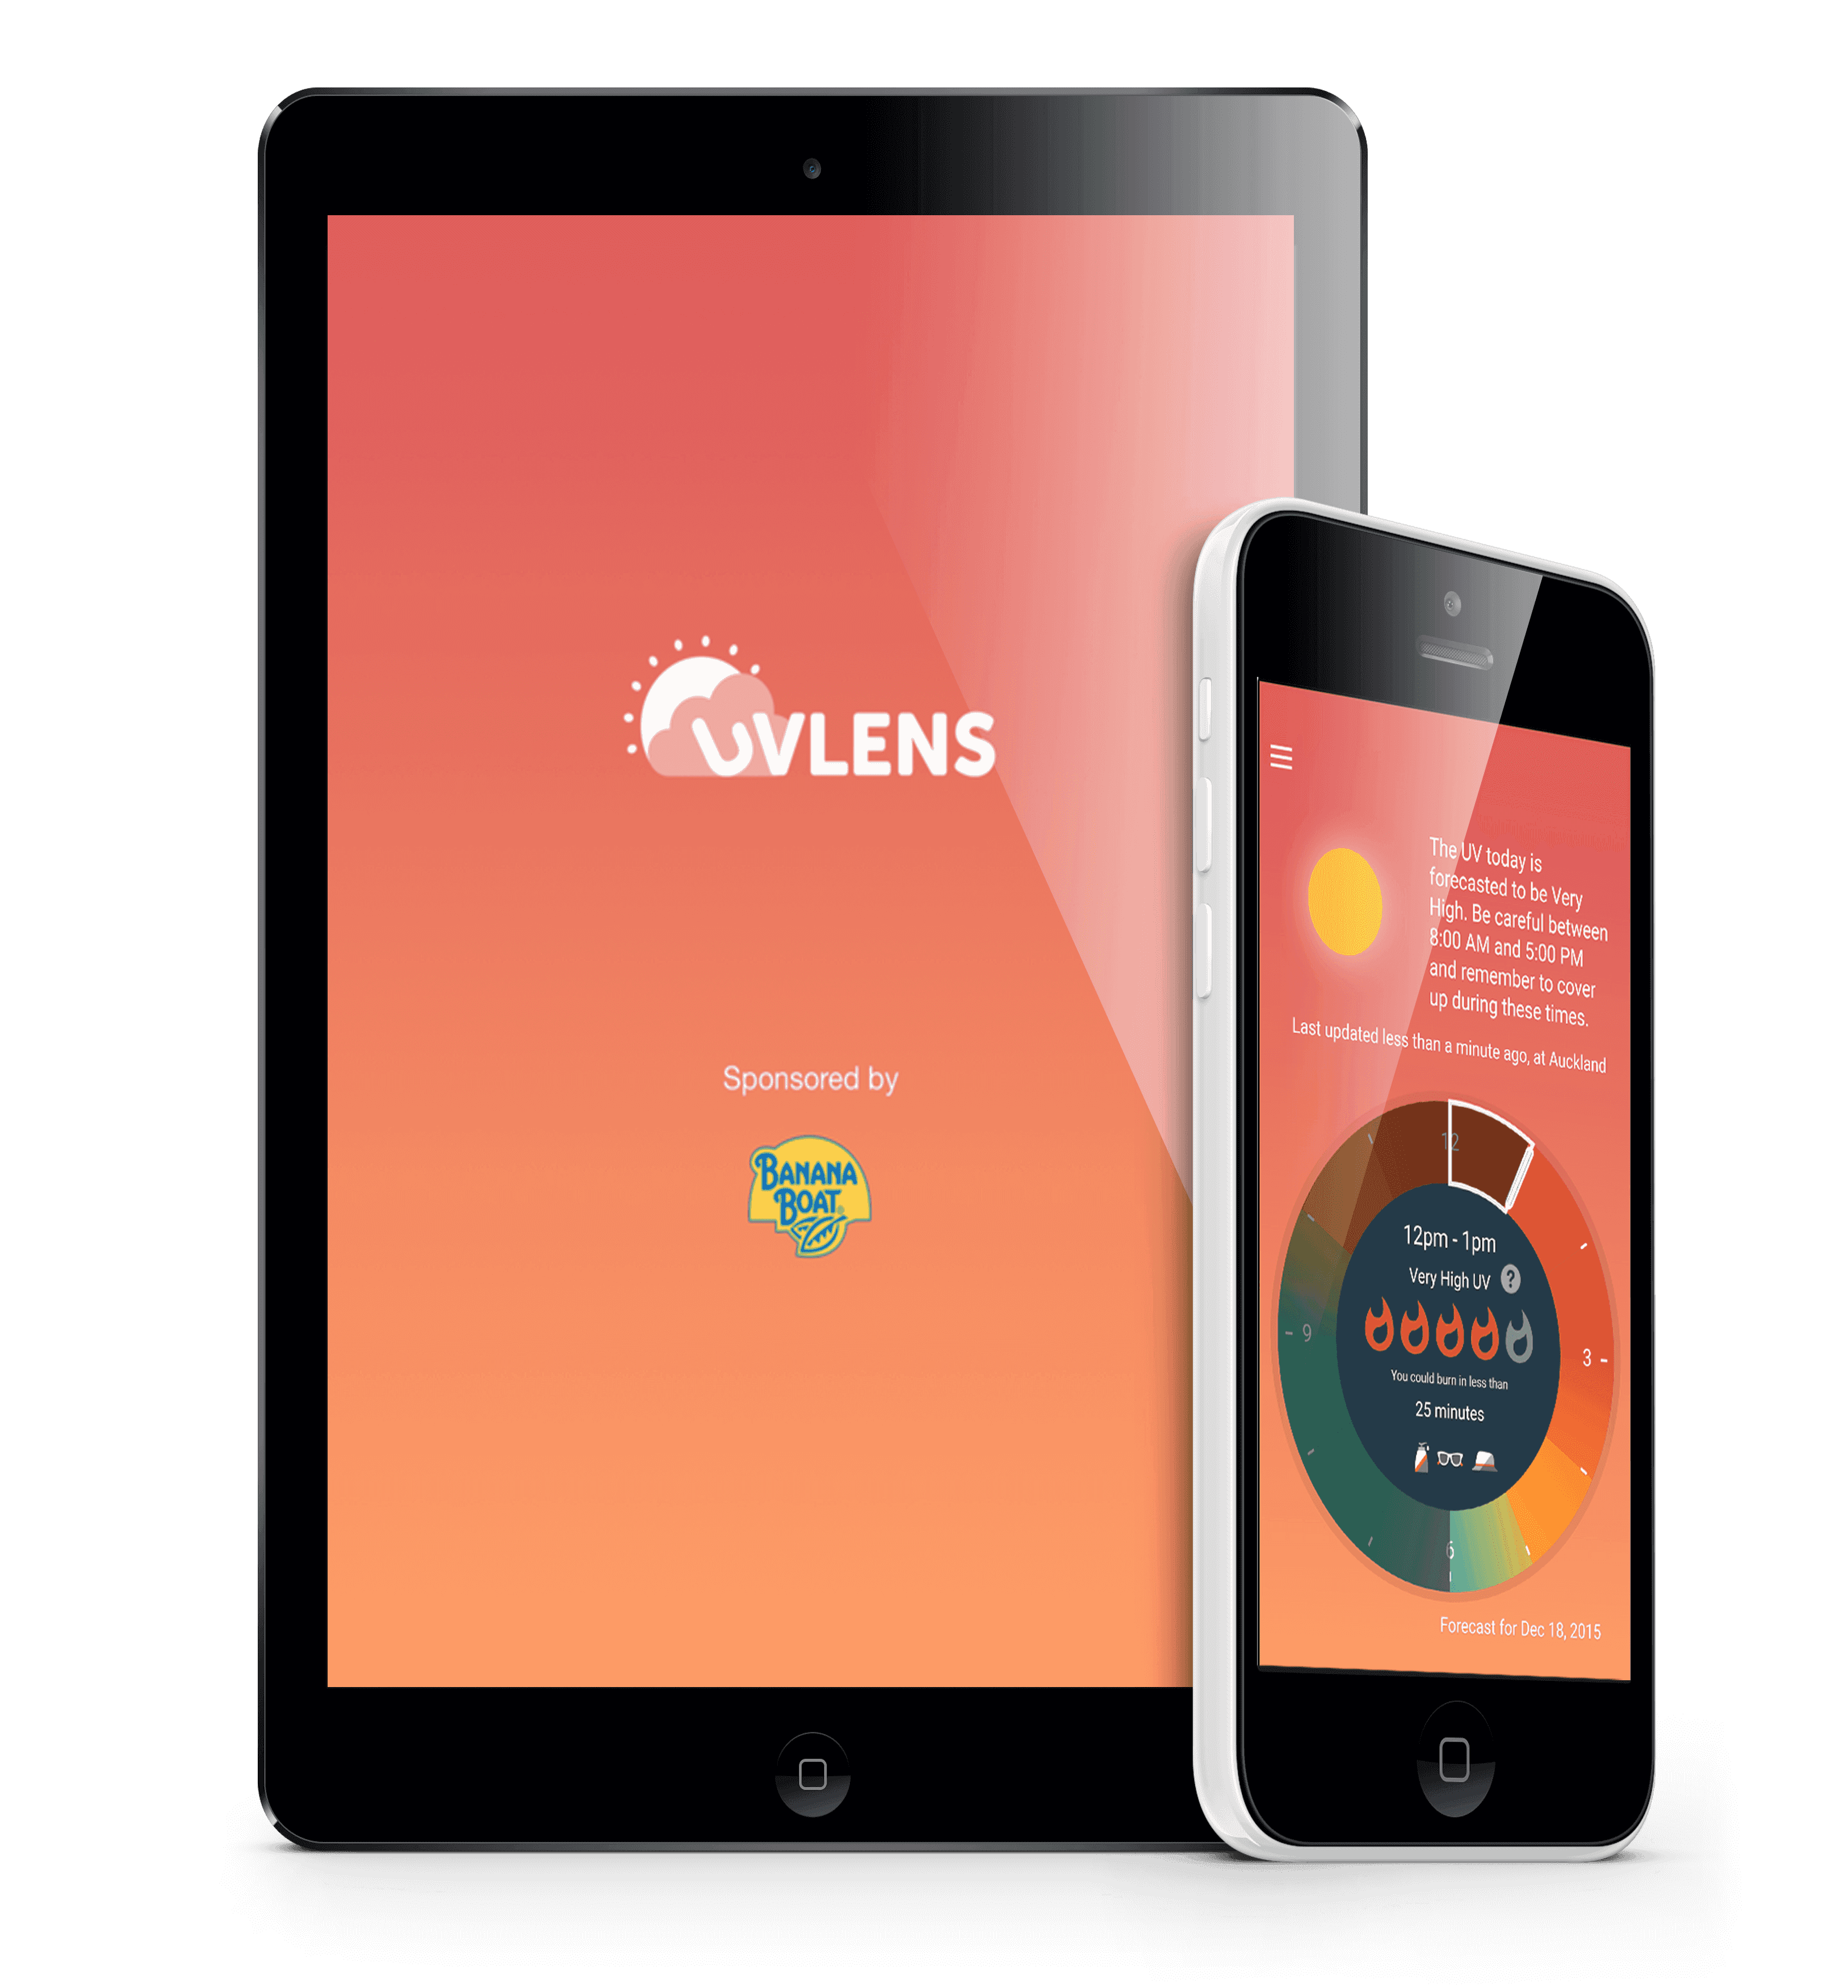 UVLENS
Sponsored by
BANANA
BOAT®
The UV today is
forecasted to be Very
High. Be careful between
8:00 AM and 5:00 PM
and remember to cover
up during these times.
Last updated less than a minute ago, at Auckland
12
12pm - 1pm
Very High UV ?
9
3
You could burn in less than
25 minutes
6
Forecast for Dec 18, 2015